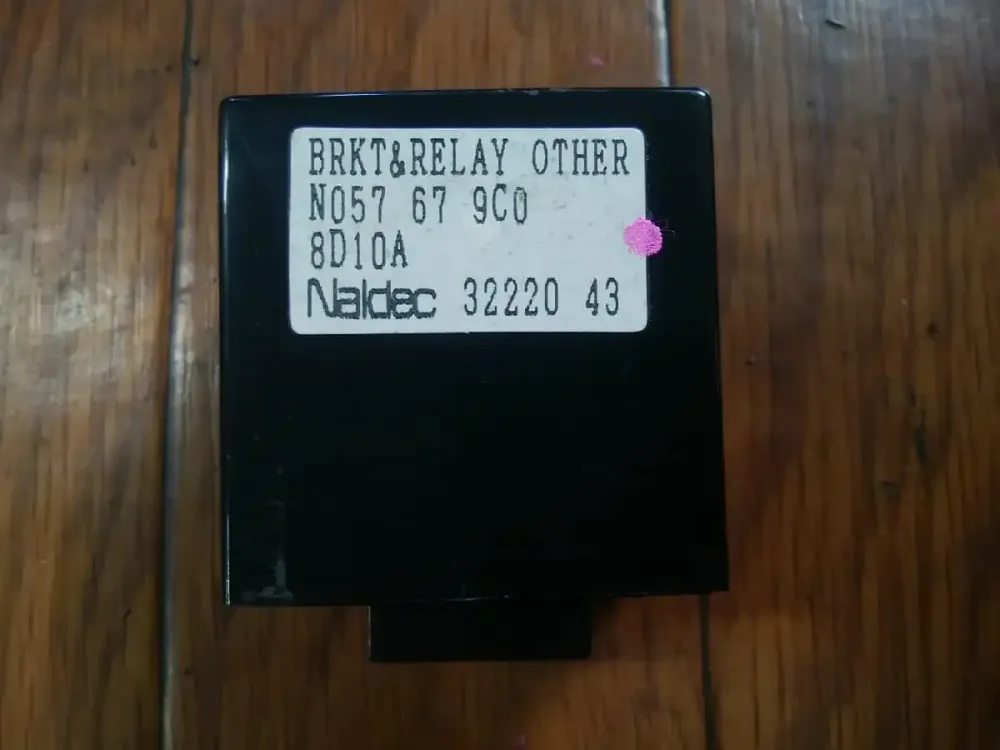 BRKT&RELAY OTHER
N057 67 9C0
8D10A
Naldec 32220 43